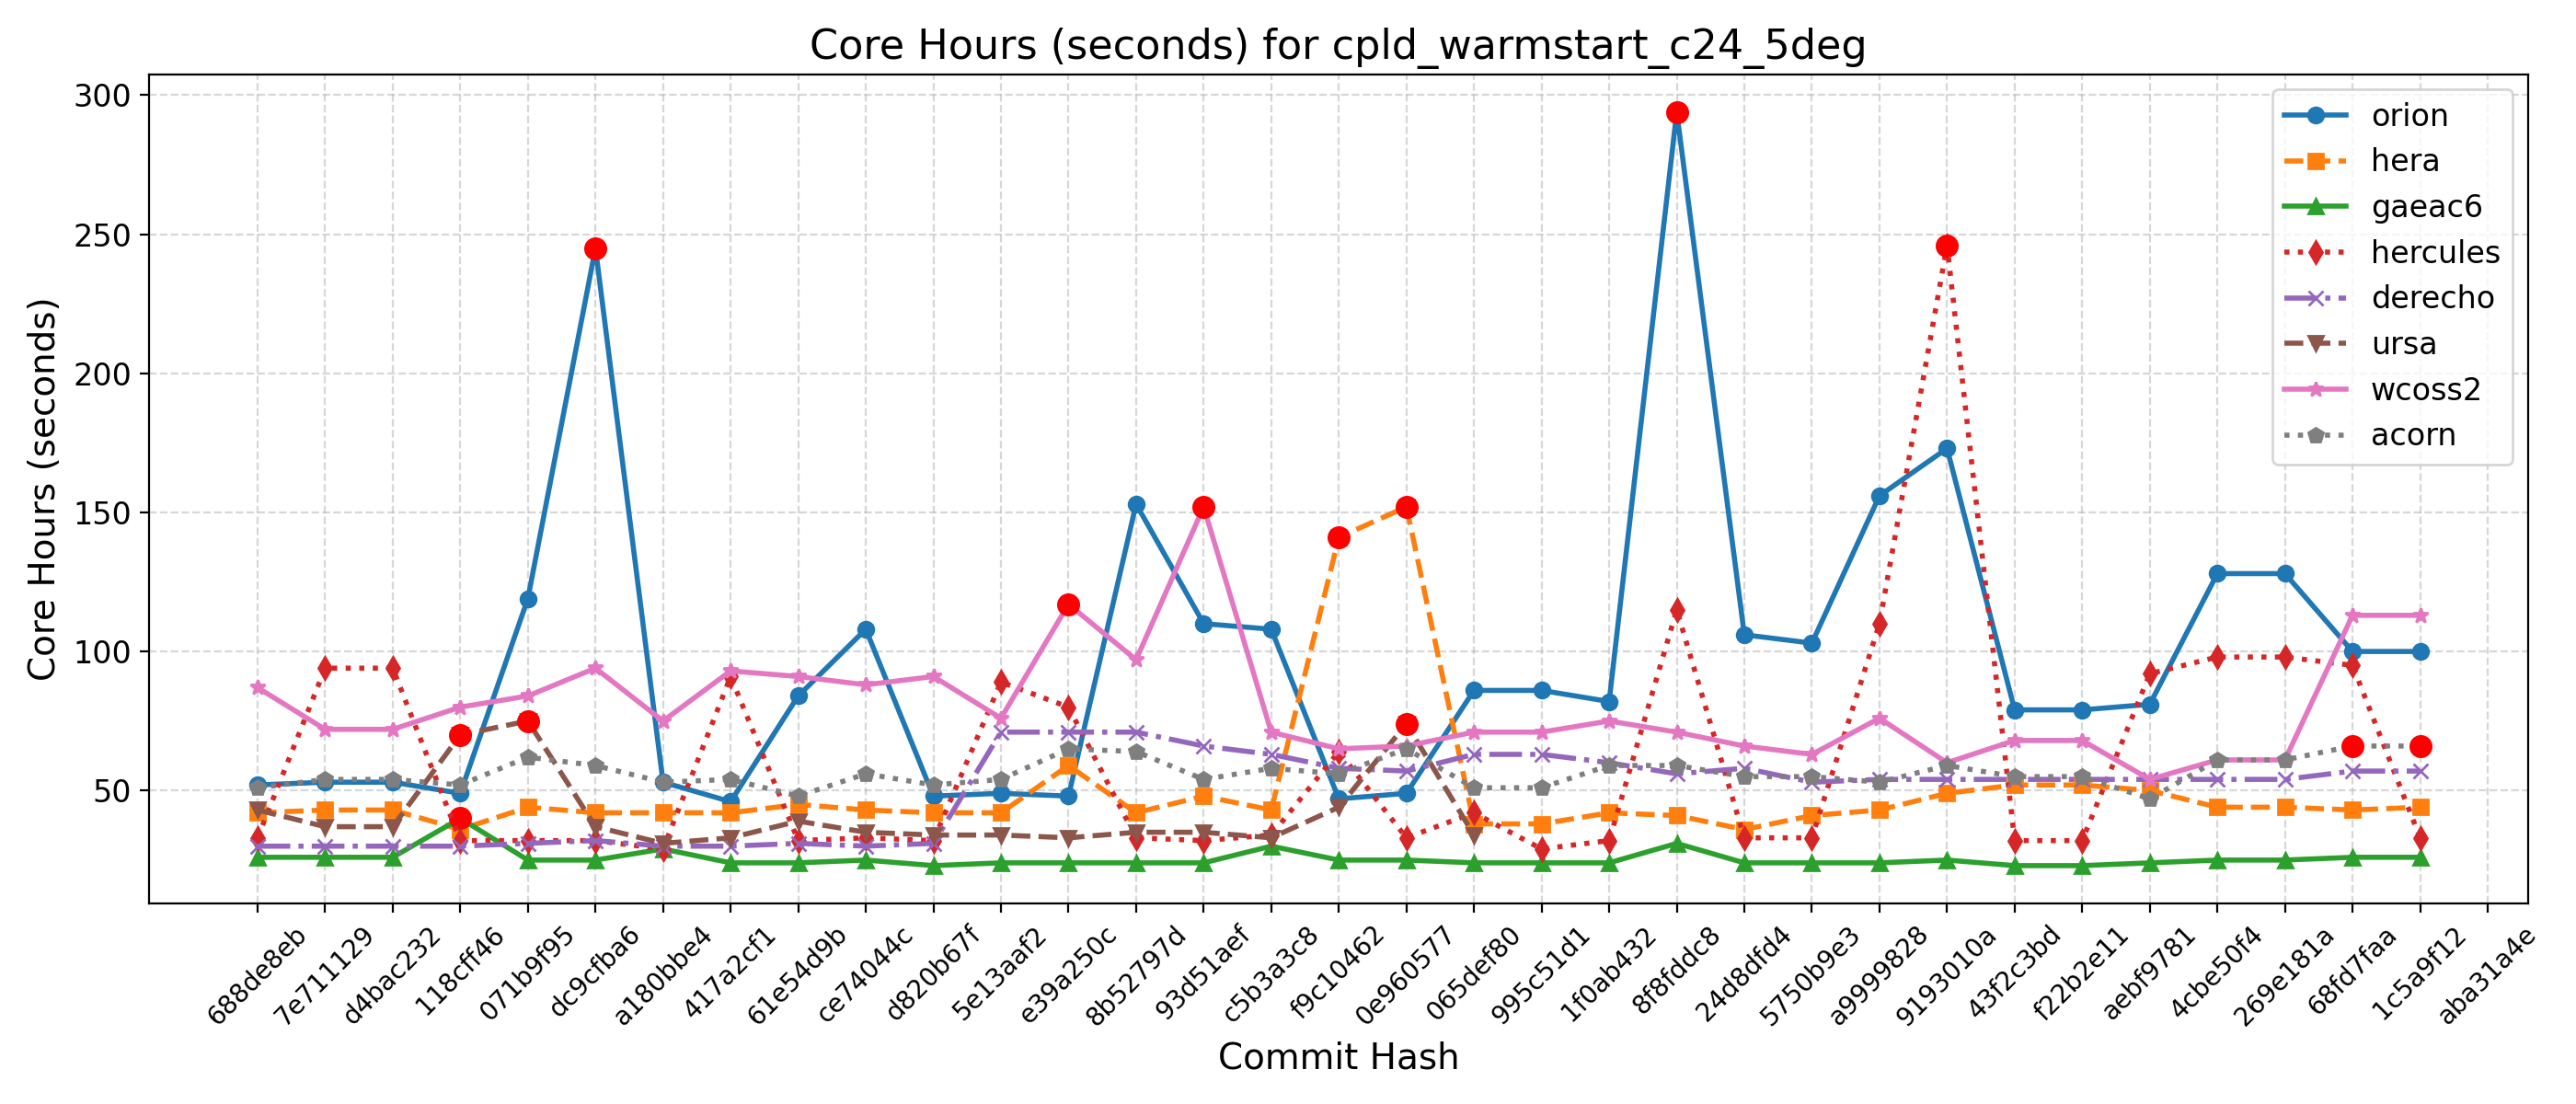 Core Hours (seconds) for cpld_warmstart_c24_5deg
Core Hours (seconds)
300
250
200
150
100
50
orion
hera
gaeac6
hercules
derecho
ursa
wcoss2
acorn
688de8eb
7e711129
d4bac232
118cff46
071b9f95
dc9cfba6
a180bbe4
417a2cf1
61e54d9b
ce74044c
d820b67f
5e13aaf2
e39a250c
8b52797d
93d51aef
c5b3a3c8
f9c10462
0e960577
065def80
995c51d1
1f0ab432
8f8fddc8
24d8dfd4
5750b9e3
a9999828
9193010a
43f2c3bd
f22b2e11
aebf9781
4cbe50f4
269e181a
68fd7faa
1c5a9f12
aba31a4e
Commit Hash